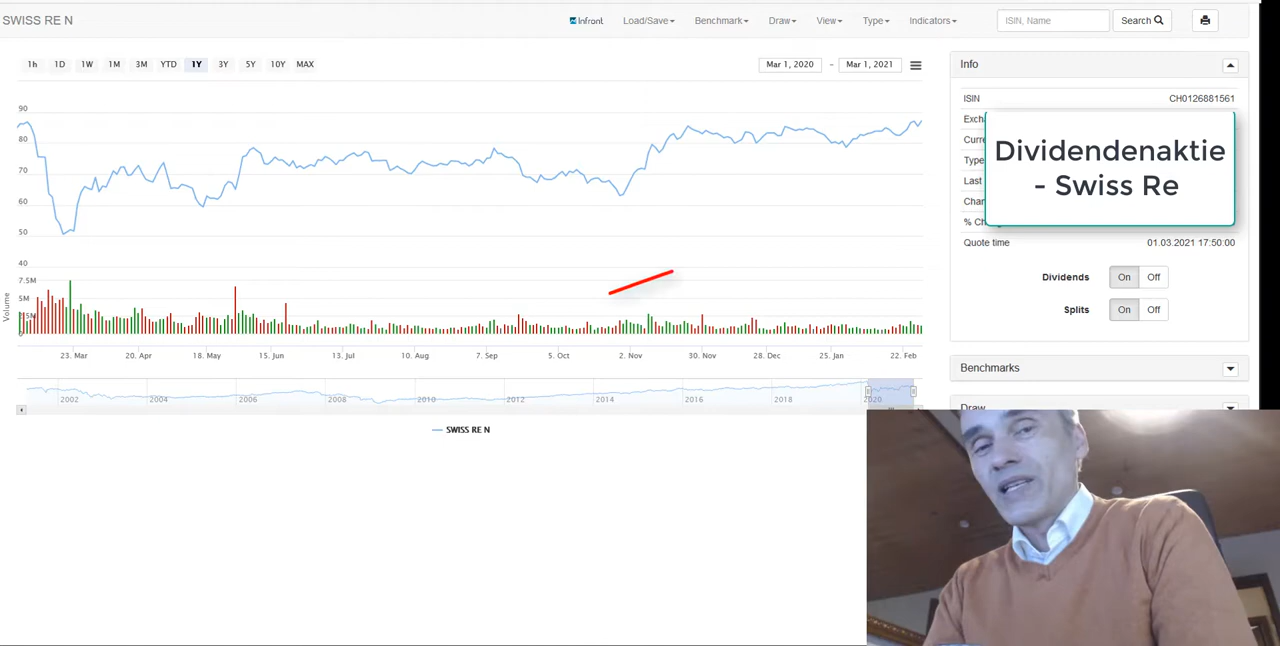 SWISS RE N
Infront Load/Save Benchmark Draw View Type Indicators ISIN, Name Search
1h 1D 1W 1M 3M YTD 1Y 3Y 5Y 10Y MAX
Mar 1, 2020 - Mar 1, 2021
90
80
70
60
50
40
7.5M
5M
Volume
23. Mar 20. Apr 18. May 15. Jun 13. Jul 10. Aug 7. Sep 5. Oct 2. Nov 30. Nov 28. Dec 25. Jan 22. Feb
2002 2004 2006 2008 2010 2012 2014 2016 2018 2020
SWISS RE N
Info
ISIN CH0126881561
Dividendenaktie
- Swiss Re
Type
Last
Quote time 01.03.2021 17:50:00
Dividends On Off
Splits On Off
Benchmarks
Draw